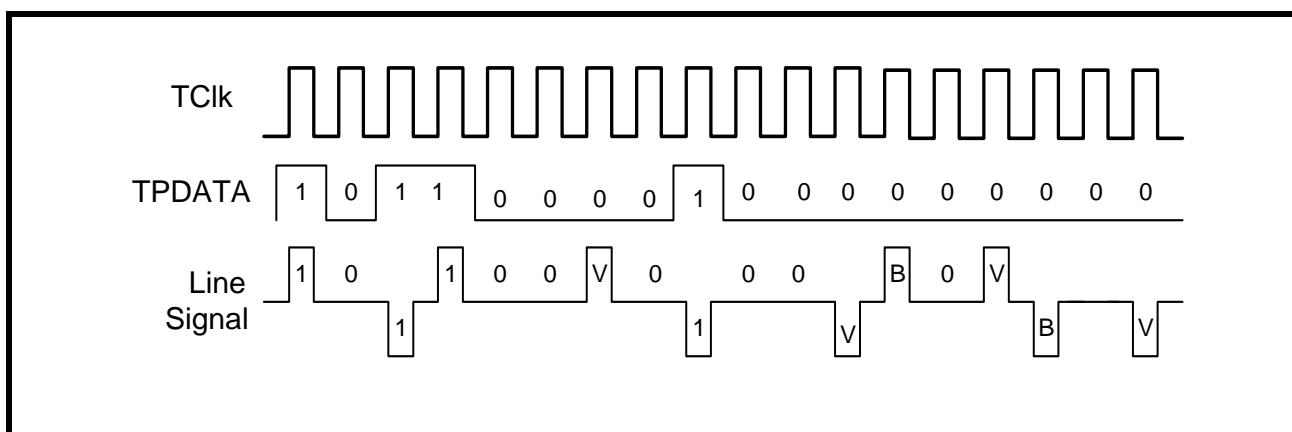 TClk
TPDATA 1 0 1 1 0 0 0 0 1 0 0 0 0 0 0 0 0 0
Line 1 0 1 0 0 V 0 0 0 B 0 V
Signal 1 1 V B V